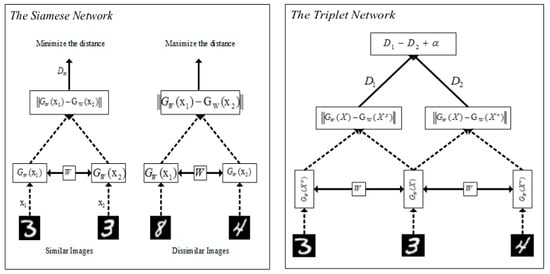 The Siamese Network
Minimize the distance
Maximize the distance
D_w
||G_W(x_1) – G_W(x_2)||
||G_W(x_1) – G_W(x_2)||
G_W(x_1)
W
G_W(x_2)
G_W(x_1)
W
G_W(x_2)
x_1
x_2
3
3
8
4
Similar Images
Dissimilar Images
The Triplet Network
D_1 – D_2 + α
D_1
D_2
||G_W(X) – G_W(X^p)||
||G_W(X) – G_W(X^n)||
G_W(X^p)
W
G_W(X)
W
G_W(X^n)
3
3
4